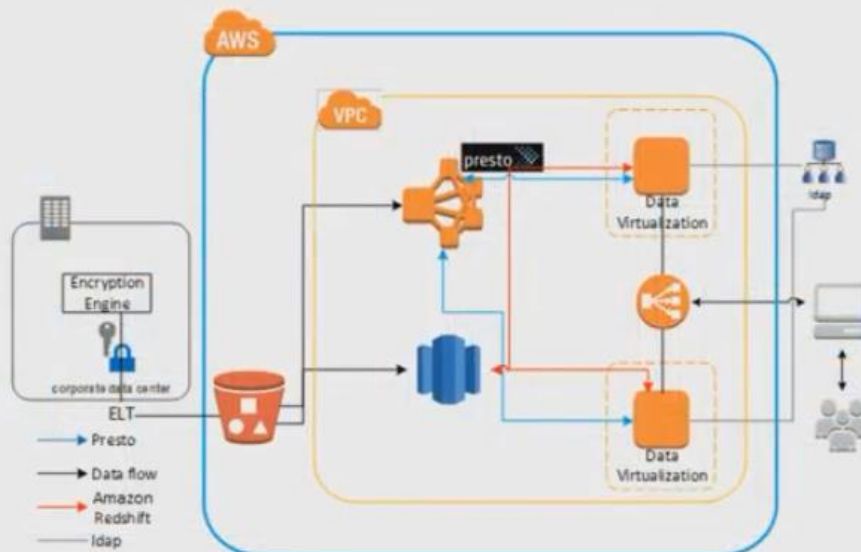 AWS
VPC
presto
Data
Virtualization
ldap
Encryption
Engine
corporate data center
ELT
Data
Virtualization
Presto
Data flow
Amazon
Redshift
ldap